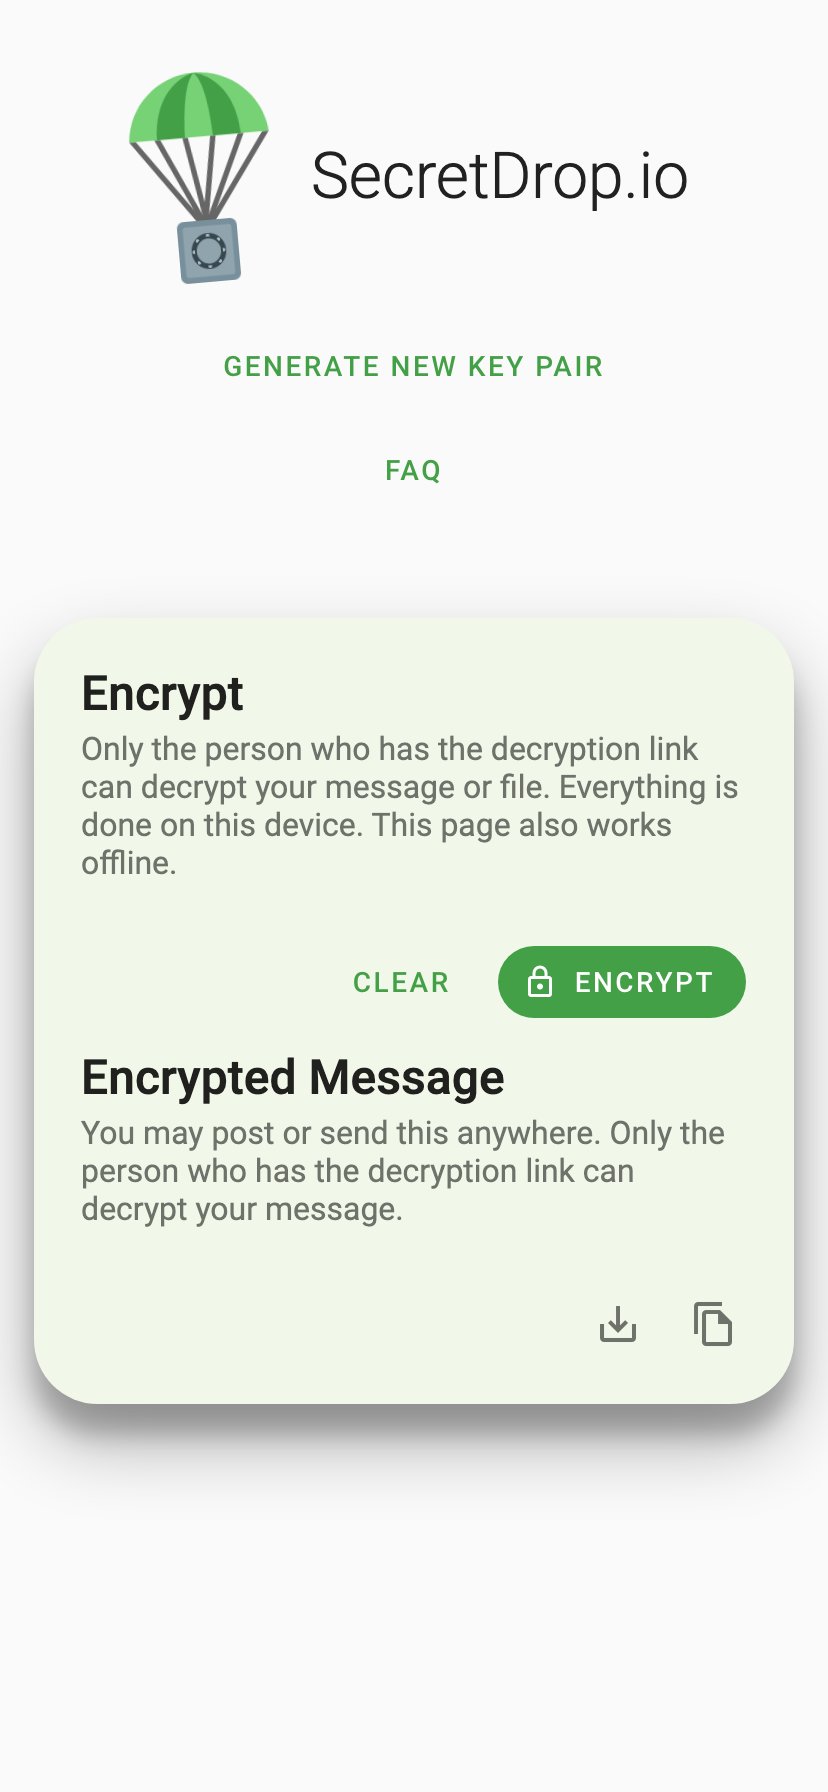 SecretDrop.io
GENERATE NEW KEY PAIR
FAQ
Encrypt
Only the person who has the decryption link
can decrypt your message or file. Everything is
done on this device. This page also works
offline.
CLEAR
ENCRYPT
Encrypted Message
You may post or send this anywhere. Only the
person who has the decryption link can
decrypt your message.